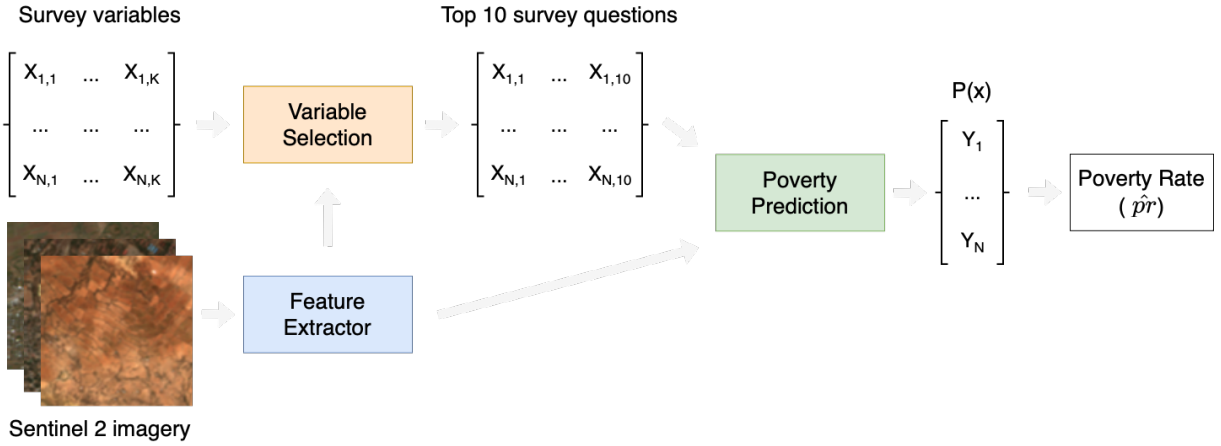 Survey variables
X1,1 ... X1,K
... ... ...
XN,1 ... XN,K
Sentinel 2 imagery
Variable
Selection
Feature
Extractor
Top 10 survey questions
X1,1 ... X1,10
... ... ...
XN,1 ... XN,10
Poverty
Prediction
P(x)
Y1
...
YN
Poverty Rate
( p̂r)